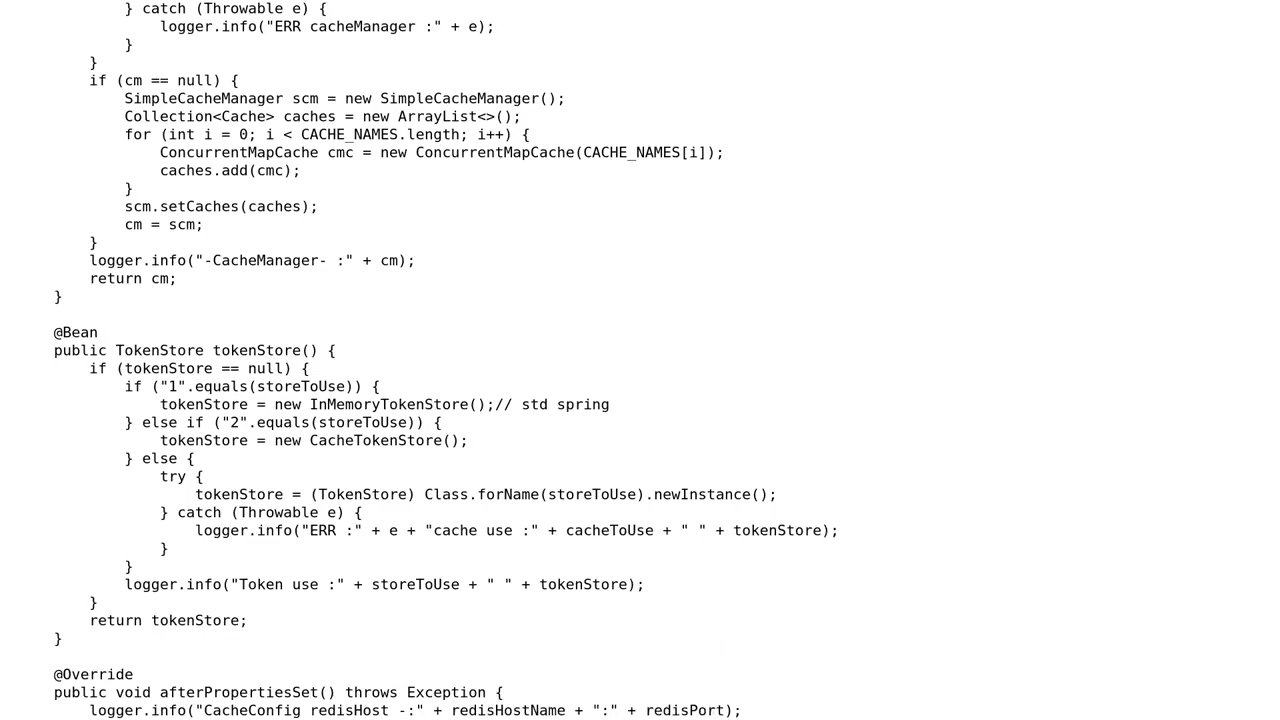 } catch (Throwable e) {
            logger.info("ERR cacheManager :" + e);
        }
    }
    if (cm == null) {
        SimpleCacheManager scm = new SimpleCacheManager();
        Collection<Cache> caches = new ArrayList<>();
        for (int i = 0; i < CACHE_NAMES.length; i++) {
            ConcurrentMapCache cmc = new ConcurrentMapCache(CACHE_NAMES[i]);
            caches.add(cmc);
        }
        scm.setCaches(caches);
        cm = scm;
    }
    logger.info("-CacheManager- :" + cm);
    return cm;
}

@Bean
public TokenStore tokenStore() {
    if (tokenStore == null) {
        if ("1".equals(storeToUse)) {
            tokenStore = new InMemoryTokenStore();// std spring
        } else if ("2".equals(storeToUse)) {
            tokenStore = new CacheTokenStore();
        } else {
            try {
                tokenStore = (TokenStore) Class.forName(storeToUse).newInstance();
            } catch (Throwable e) {
                logger.info("ERR :" + e + "cache use :" + cacheToUse + " " + tokenStore);
            }
        }
        logger.info("Token use :" + storeToUse + " " + tokenStore);
    }
    return tokenStore;
}

@Override
public void afterPropertiesSet() throws Exception {
    logger.info("CacheConfig redisHost -:" + redisHostName + ":" + redisPort);